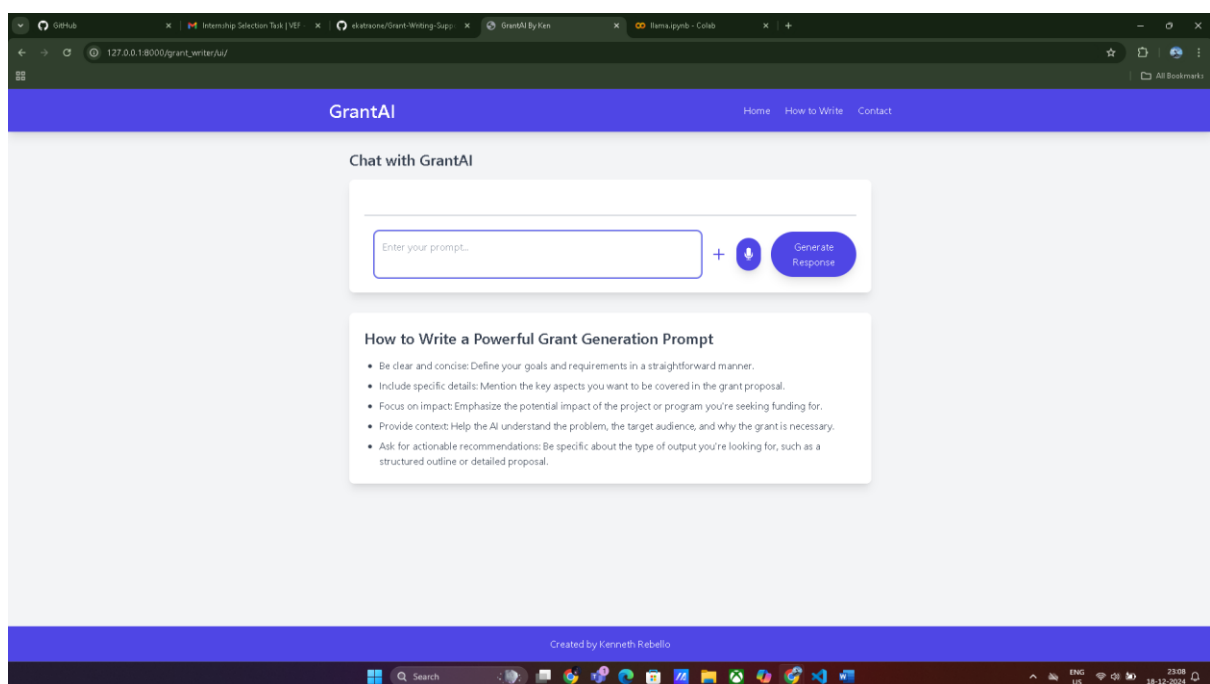 GitHub
Internship Selection Task | VEF -
ekatraone/Grant-Writing-Supp
GrantAI By Ken
llama.ipynb - Colab
127.0.0.1:8000/grant_writer/ui/
All Bookmarks
GrantAI
Home How to Write Contact
Chat with GrantAI
Enter your prompt...
Generate
Response
How to Write a Powerful Grant Generation Prompt
• Be clear and concise: Define your goals and requirements in a straightforward manner.
• Include specific details: Mention the key aspects you want to be covered in the grant proposal.
• Focus on impact: Emphasize the potential impact of the project or program you're seeking funding for.
• Provide context: Help the AI understand the problem, the target audience, and why the grant is necessary.
• Ask for actionable recommendations: Be specific about the type of output you're looking for, such as a
structured outline or detailed proposal.
Created by Kenneth Rebello
Search
ENG
US
23:08
18-12-2024